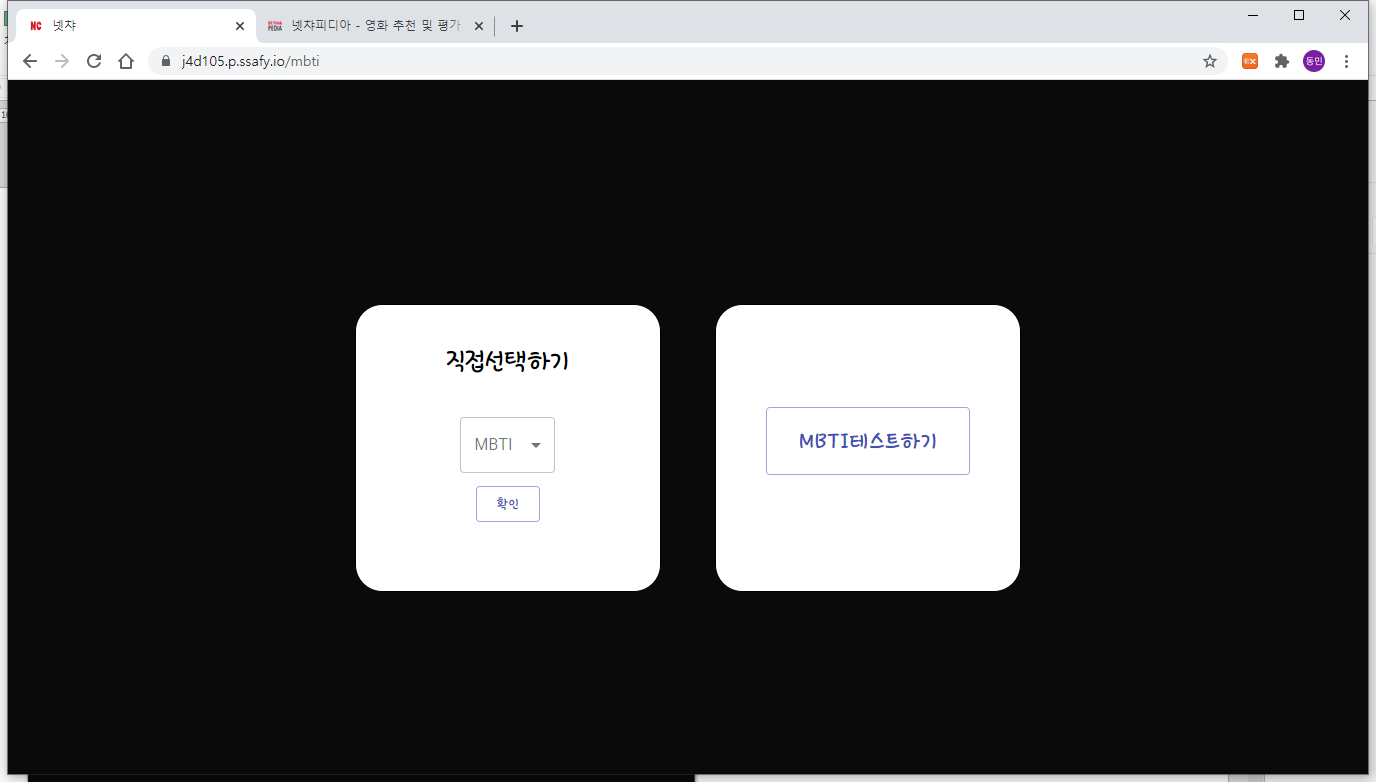 NC 넷챠
넷챠피디아 - 영화 추천 및 평가
j4d105.p.ssafy.io/mbti
동민
직접선택하기
MBTI
확인
MBTI테스트하기